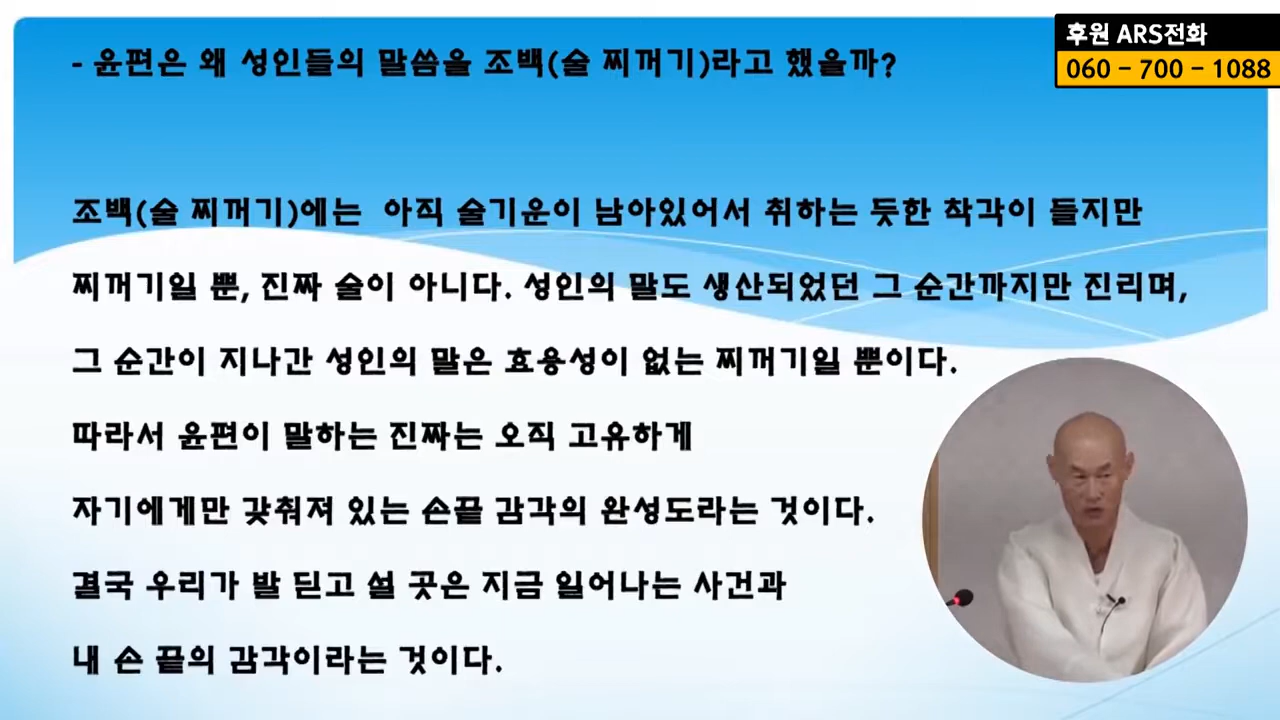 - 윤편은 왜 성인들의 말씀을 조백(술 찌꺼기)라고 했을까?
후원 ARS전화
060 - 700 - 1088
조백(술 찌꺼기)에는 아직 술기운이 남아있어서 취하는 듯한 착각이 들지만
찌꺼기일 뿐, 진짜 술이 아니다. 성인의 말도 생산되었던 그 순간까지만 진리며,
그 순간이 지나간 성인의 말은 효용성이 없는 찌꺼기일 뿐이다.
따라서 윤편이 말하는 진짜는 오직 고유하게
자기에게만 갖춰져 있는 손끝 감각의 완성도라는 것이다.
결국 우리가 발 딛고 설 곳은 지금 일어나는 사건과
내 손 끝의 감각이라는 것이다.